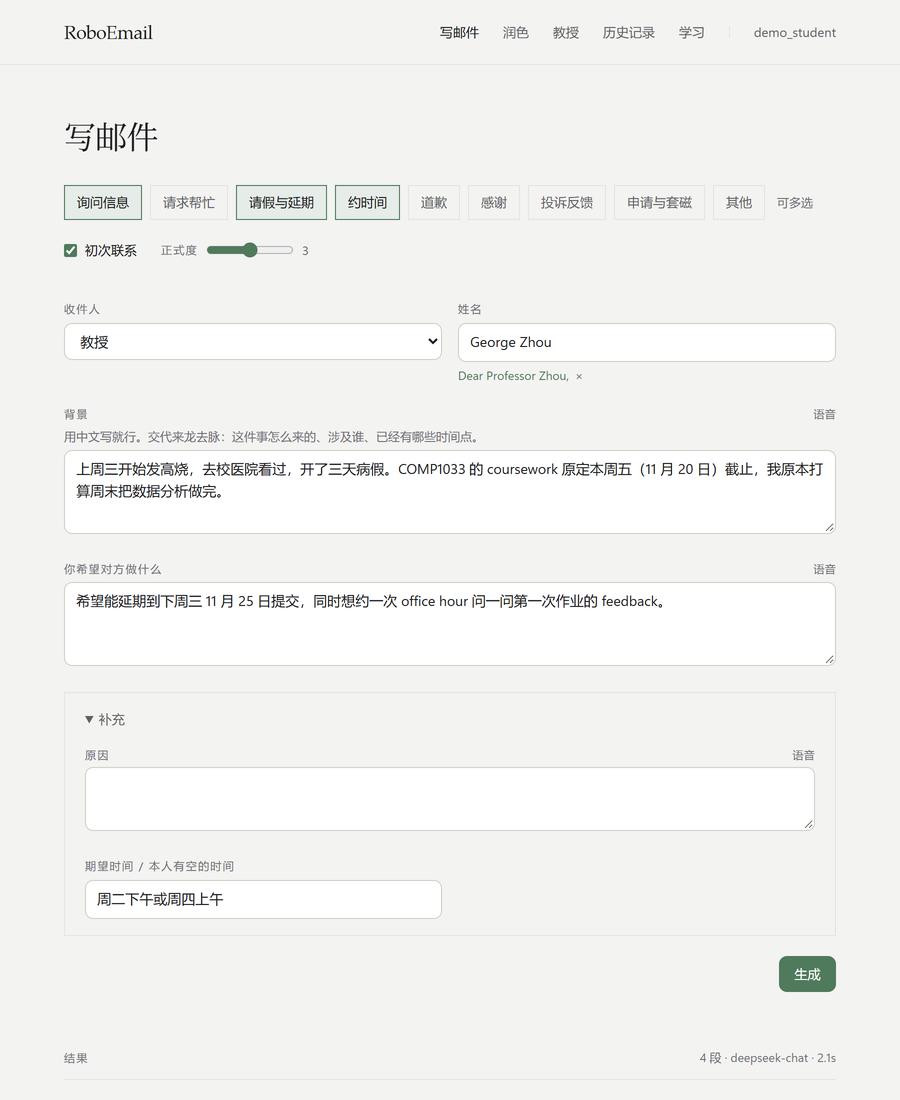 RoboEmail
写邮件 润色 教授 历史记录 学习 demo_student
写邮件
询问信息 请求帮忙 请假与延期 约时间 道歉 感谢 投诉反馈 申请与套磁 其他 可多选
初次联系 正式度 3
收件人 姓名
教授 George Zhou
Dear Professor Zhou, ×
背景 语音
用中文写就行。交代来龙去脉：这件事怎么来的、涉及谁、已经有哪些时间点。
上周三开始发高烧，去校医院看过，开了三天病假。COMP1033 的 coursework 原定本周五（11 月 20 日）截止，我原本打
算周末把数据分析做完。
你希望对方做什么 语音
希望能延期到下周三 11 月 25 日提交，同时想约一次 office hour 问一问第一次作业的 feedback。
▼ 补充
原因 语音
期望时间 / 本人有空的时间
周二下午或周四上午
生成
结果 4 段 · deepseek-chat · 2.1s